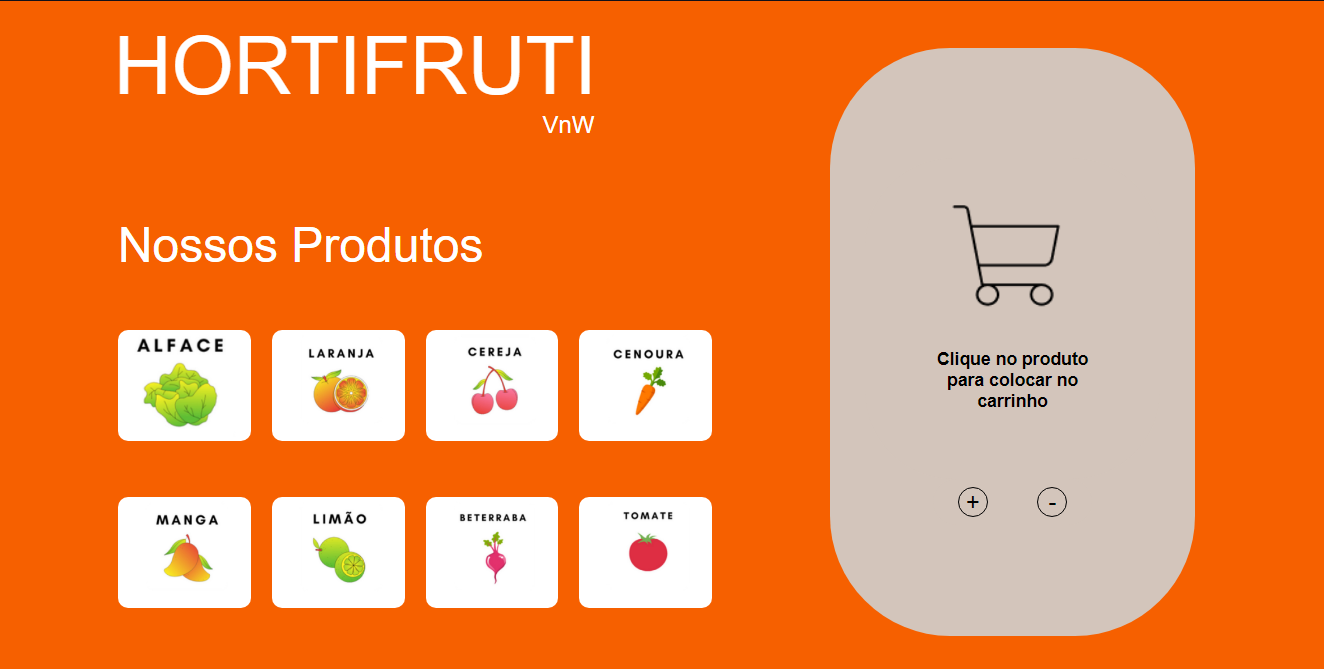 HORTIFRUTI
VnW
Nossos Produtos
ALFACE
LARANJA
CEREJA
CENOURA
MANGA
LIMÃO
BETERRABA
TOMATE
Clique no produto
para colocar no
carrinho
+
-